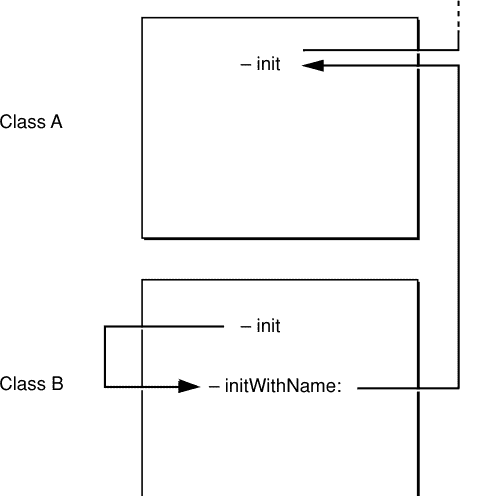 – init
Class A
– init
Class B
– initWithName: